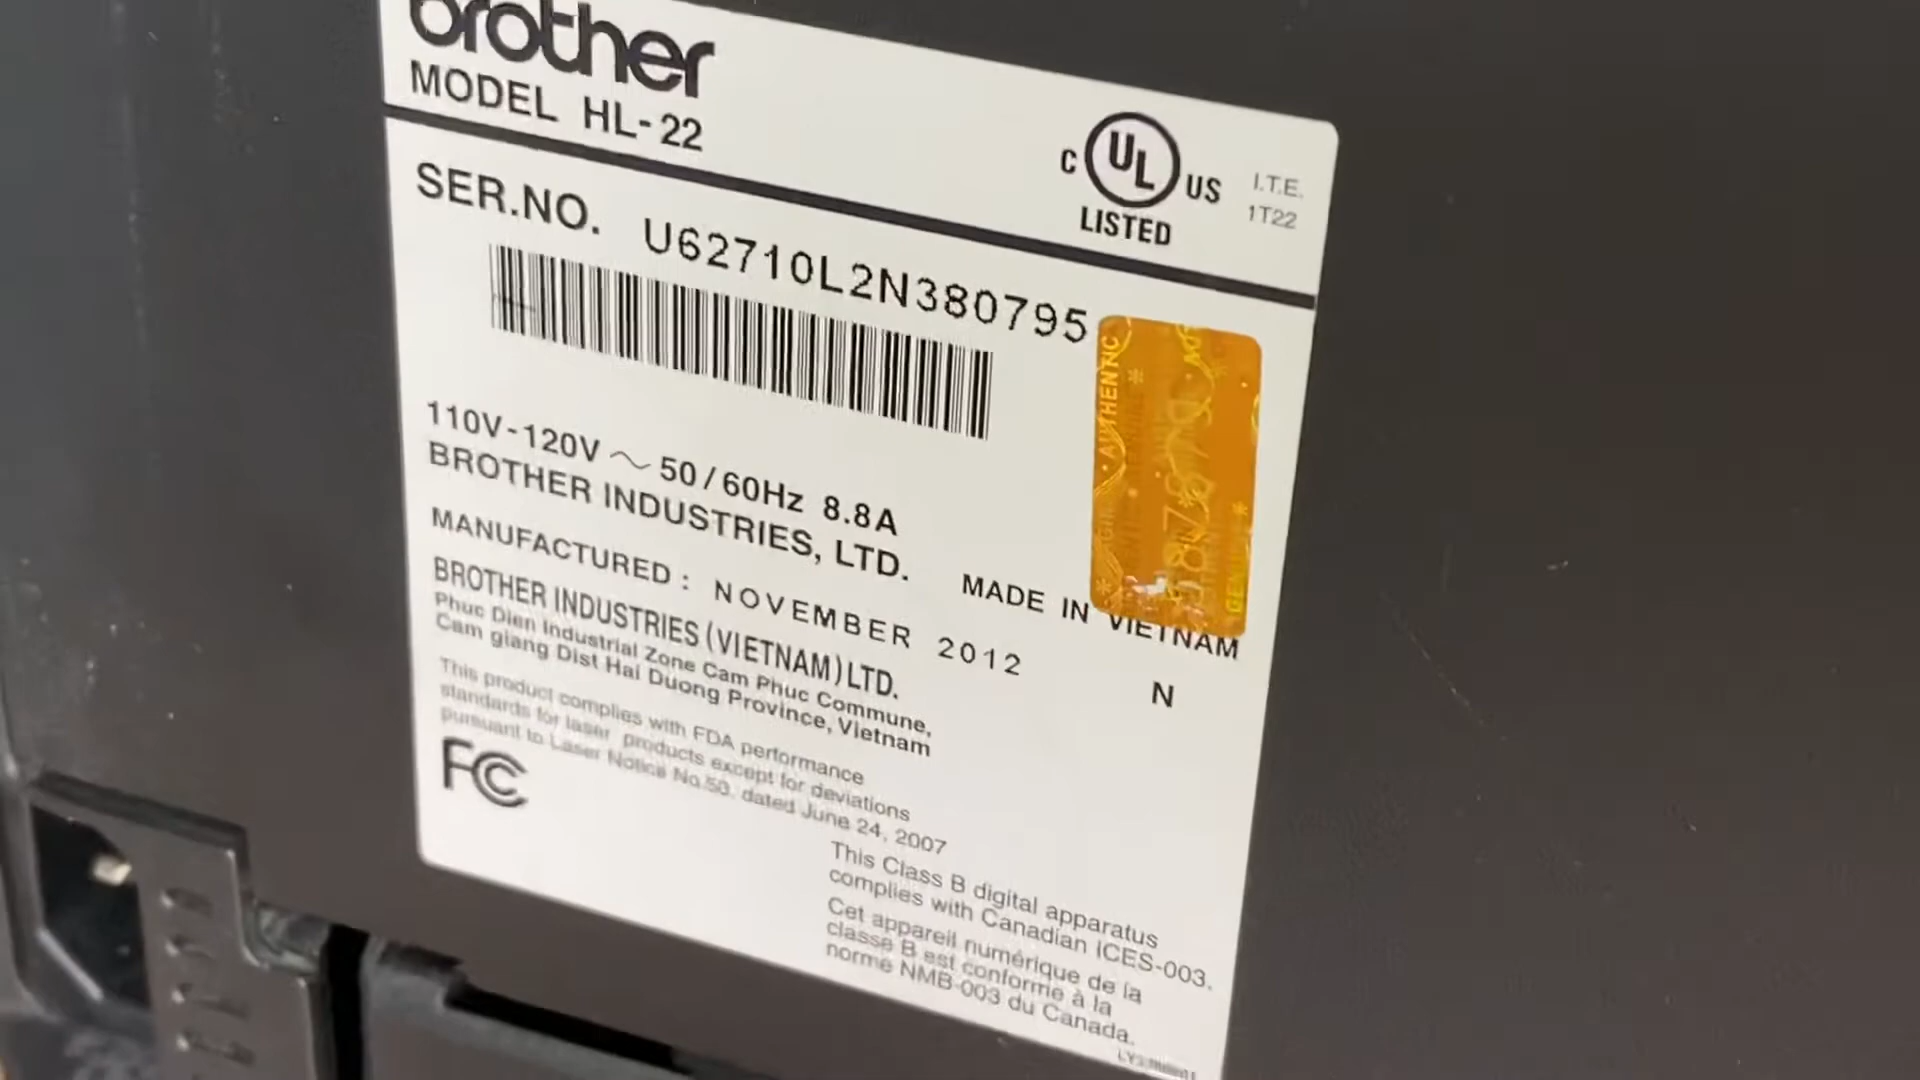 brother
MODEL HL-22
C UL US
LISTED
I.T.E.
1T22
SER.NO. U62710L2N380795
AUTHENTIC
110V-120V ~ 50/60Hz 8.8A
BROTHER INDUSTRIES, LTD.
MADE IN VIETNAM
MANUFACTURED : NOVEMBER 2012
N
BROTHER INDUSTRIES (VIETNAM) LTD.
Phuc Dien Industrial Zone Cam Phuc Commune,
Cam giang Dist Hai Duong Province, Vietnam
This product complies with FDA performance
standards for laser products except for deviations
pursuant to Laser Notice No.50, dated June 24, 2007
FC
This Class B digital apparatus
complies with Canadian ICES-003.
Cet appareil numérique de la
classe B est conforme à la
norme NMB-003 du Canada.